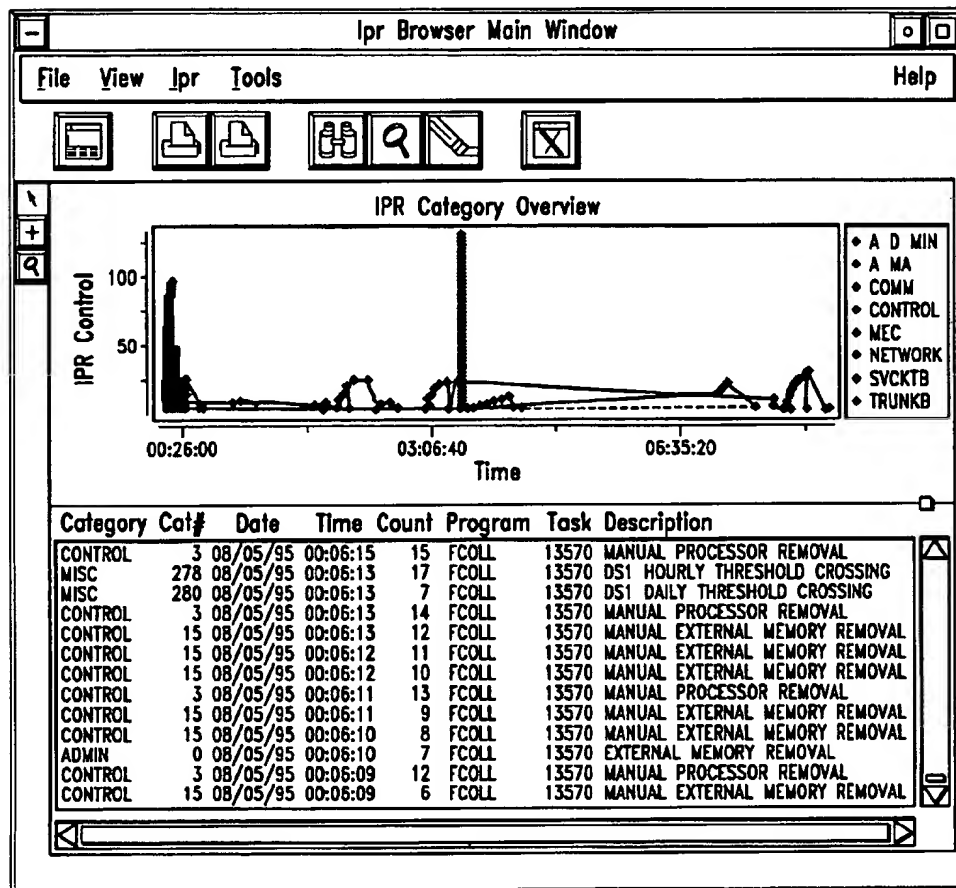 Ipr Browser Main Window
File View Ipr Tools Help
IPR Category Overview
IPR Control
100
50
00:26:00 03:06:40 06:35:20
Time
A D MIN
A MA
COMM
CONTROL
MEC
NETWORK
SVCKTB
TRUNKB
Category Cat# Date Time Count Program Task Description
CONTROL 3 08/05/95 00:06:15 15 FCOLL 13570 MANUAL PROCESSOR REMOVAL
MISC 278 08/05/95 00:06:13 17 FCOLL 13570 DS1 HOURLY THRESHOLD CROSSING
MISC 280 08/05/95 00:06:13 7 FCOLL 13570 DS1 DAILY THRESHOLD CROSSING
CONTROL 3 08/05/95 00:06:13 14 FCOLL 13570 MANUAL PROCESSOR REMOVAL
CONTROL 15 08/05/95 00:06:13 12 FCOLL 13570 MANUAL EXTERNAL MEMORY REMOVAL
CONTROL 15 08/05/95 00:06:12 11 FCOLL 13570 MANUAL EXTERNAL MEMORY REMOVAL
CONTROL 15 08/05/95 00:06:12 10 FCOLL 13570 MANUAL EXTERNAL MEMORY REMOVAL
CONTROL 3 08/05/95 00:06:11 13 FCOLL 13570 MANUAL PROCESSOR REMOVAL
CONTROL 15 08/05/95 00:06:11 9 FCOLL 13570 MANUAL EXTERNAL MEMORY REMOVAL
CONTROL 15 08/05/95 00:06:10 8 FCOLL 13570 MANUAL EXTERNAL MEMORY REMOVAL
ADMIN 0 08/05/95 00:06:10 7 FCOLL 13570 EXTERNAL MEMORY REMOVAL
CONTROL 3 08/05/95 00:06:09 12 FCOLL 13570 MANUAL PROCESSOR REMOVAL
CONTROL 15 08/05/95 00:06:09 6 FCOLL 13570 MANUAL EXTERNAL MEMORY REMOVAL